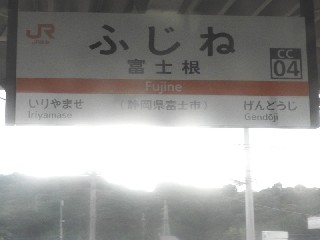 JR
ふじね
富士根
CC
04
Fujine
いりやませ
Iriyamase
（静岡県富士市）
げんどうじ
Gendōji